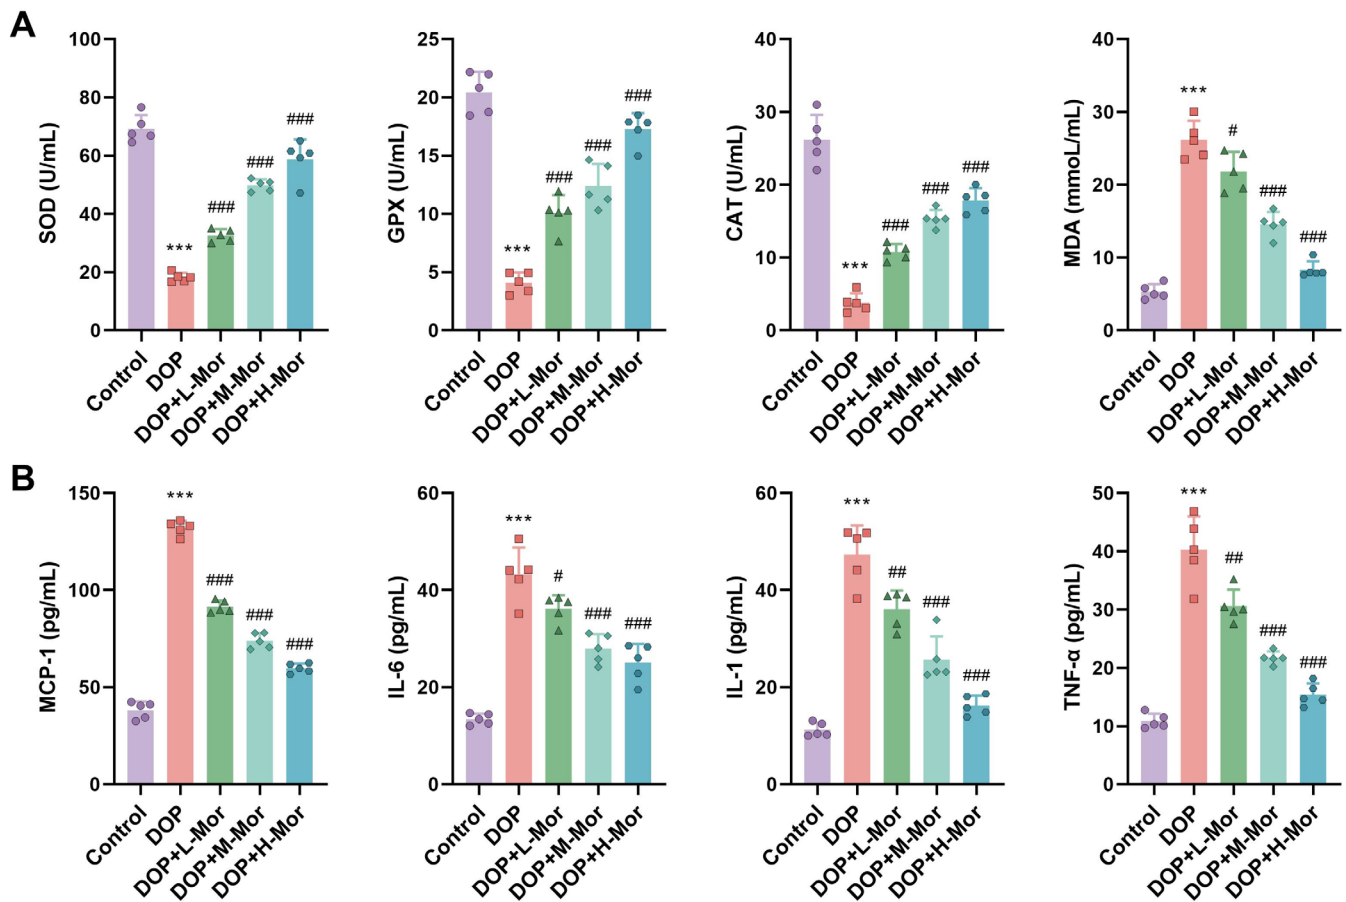 A
SOD (U/mL)
100
80
60
40
20
0
***
###
###
###
Control
DOP
DOP+L-Mor
DOP+M-Mor
DOP+H-Mor
GPX (U/mL)
25
20
15
10
5
0
***
###
###
###
Control
DOP
DOP+L-Mor
DOP+M-Mor
DOP+H-Mor
CAT (U/mL)
40
30
20
10
0
***
###
###
###
Control
DOP
DOP+L-Mor
DOP+M-Mor
DOP+H-Mor
MDA (mmoL/mL)
40
30
20
10
0
***
#
###
###
Control
DOP
DOP+L-Mor
DOP+M-Mor
DOP+H-Mor
B
MCP-1 (pg/mL)
150
100
50
0
***
###
###
###
Control
DOP
DOP+L-Mor
DOP+M-Mor
DOP+H-Mor
IL-6 (pg/mL)
60
40
20
0
***
#
###
###
Control
DOP
DOP+L-Mor
DOP+M-Mor
DOP+H-Mor
IL-1 (pg/mL)
60
40
20
0
***
##
###
###
Control
DOP
DOP+L-Mor
DOP+M-Mor
DOP+H-Mor
TNF-α (pg/mL)
50
40
30
20
10
0
***
##
###
###
Control
DOP
DOP+L-Mor
DOP+M-Mor
DOP+H-Mor